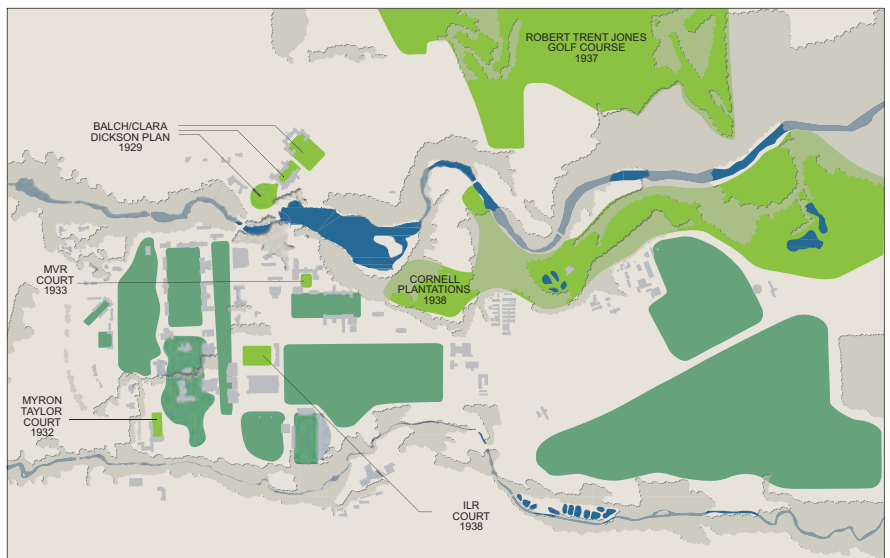 ROBERT TRENT JONES
GOLF COURSE
1937
BALCH/CLARA
DICKSON PLAN
1929
MVR
COURT
1933
CORNELL
PLANTATIONS
1938
MYRON
TAYLOR
COURT
1932
ILR
COURT
1938